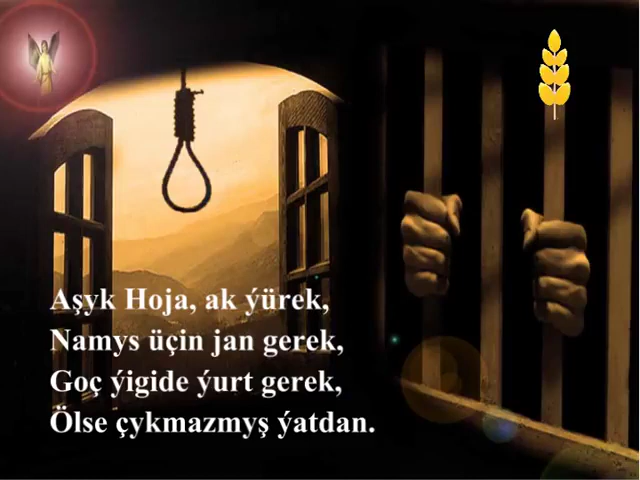 Aşyk Hoja, ak ýürek,
Namys üçin jan gerek,
Goç ýigide ýurt gerek,
Ölse çykmazmyş ýatdan.